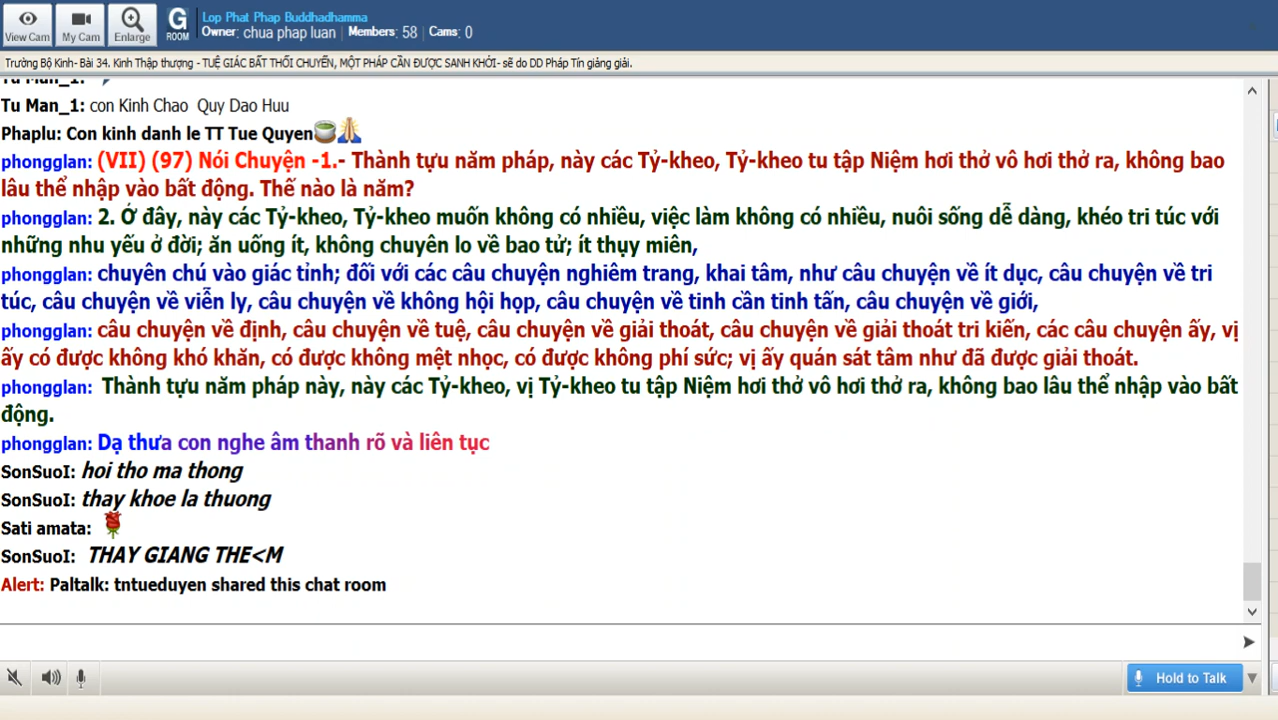 Lop Phat Phap Buddhadhamma
View Cam
My Cam
Enlarge
G
ROOM
Owner: chua phap luan Members: 58 Cams: 0
Trường Bộ Kinh- Bài 34. Kinh Thập thượng - TUỆ GIÁC BẤT THỐI CHUYỂN, MỘT PHÁP CẦN ĐƯỢC SANH KHỞI- sẽ do DD Pháp Tín giảng giải.
Tu Man_1:
Tu Man_1: con Kinh Chao Quy Dao Huu
Phaplu: Con kinh danh le TT Tue Quyen
phongglan: (VII) (97) Nói Chuyện -1.- Thành tựu năm pháp, này các Tỷ-kheo, Tỷ-kheo tu tập Niệm hơi thở vô hơi thở ra, không bao
lâu thể nhập vào bất động. Thế nào là năm?
phongglan: 2. Ở đây, này các Tỷ-kheo, Tỷ-kheo muốn không có nhiều, việc làm không có nhiều, nuôi sống dễ dàng, khéo tri túc với
những nhu yếu ở đời; ăn uống ít, không chuyên lo về bao tử; ít thụy miên,
phongglan: chuyên chú vào giác tỉnh; đối với các câu chuyện nghiêm trang, khai tâm, như câu chuyện về ít dục, câu chuyện về tri
túc, câu chuyện về viễn ly, câu chuyện về không hội họp, câu chuyện về tinh cần tinh tấn, câu chuyện về giới,
phongglan: câu chuyện về định, câu chuyện về tuệ, câu chuyện về giải thoát, câu chuyện về giải thoát tri kiến, các câu chuyện ấy, vị
ấy có được không khó khăn, có được không mệt nhọc, có được không phí sức; vị ấy quán sát tâm như đã được giải thoát.
phongglan: Thành tựu năm pháp này, này các Tỷ-kheo, vị Tỷ-kheo tu tập Niệm hơi thở vô hơi thở ra, không bao lâu thể nhập vào bất
động.
phongglan: Dạ thưa con nghe âm thanh rõ và liên tục
SonSuoI: hoi tho ma thong
SonSuoI: thay khoe la thuong
Sati amata:
SonSuoI: THAY GIANG THE<M
Alert: Paltalk: tntueduyen shared this chat room
Hold to Talk